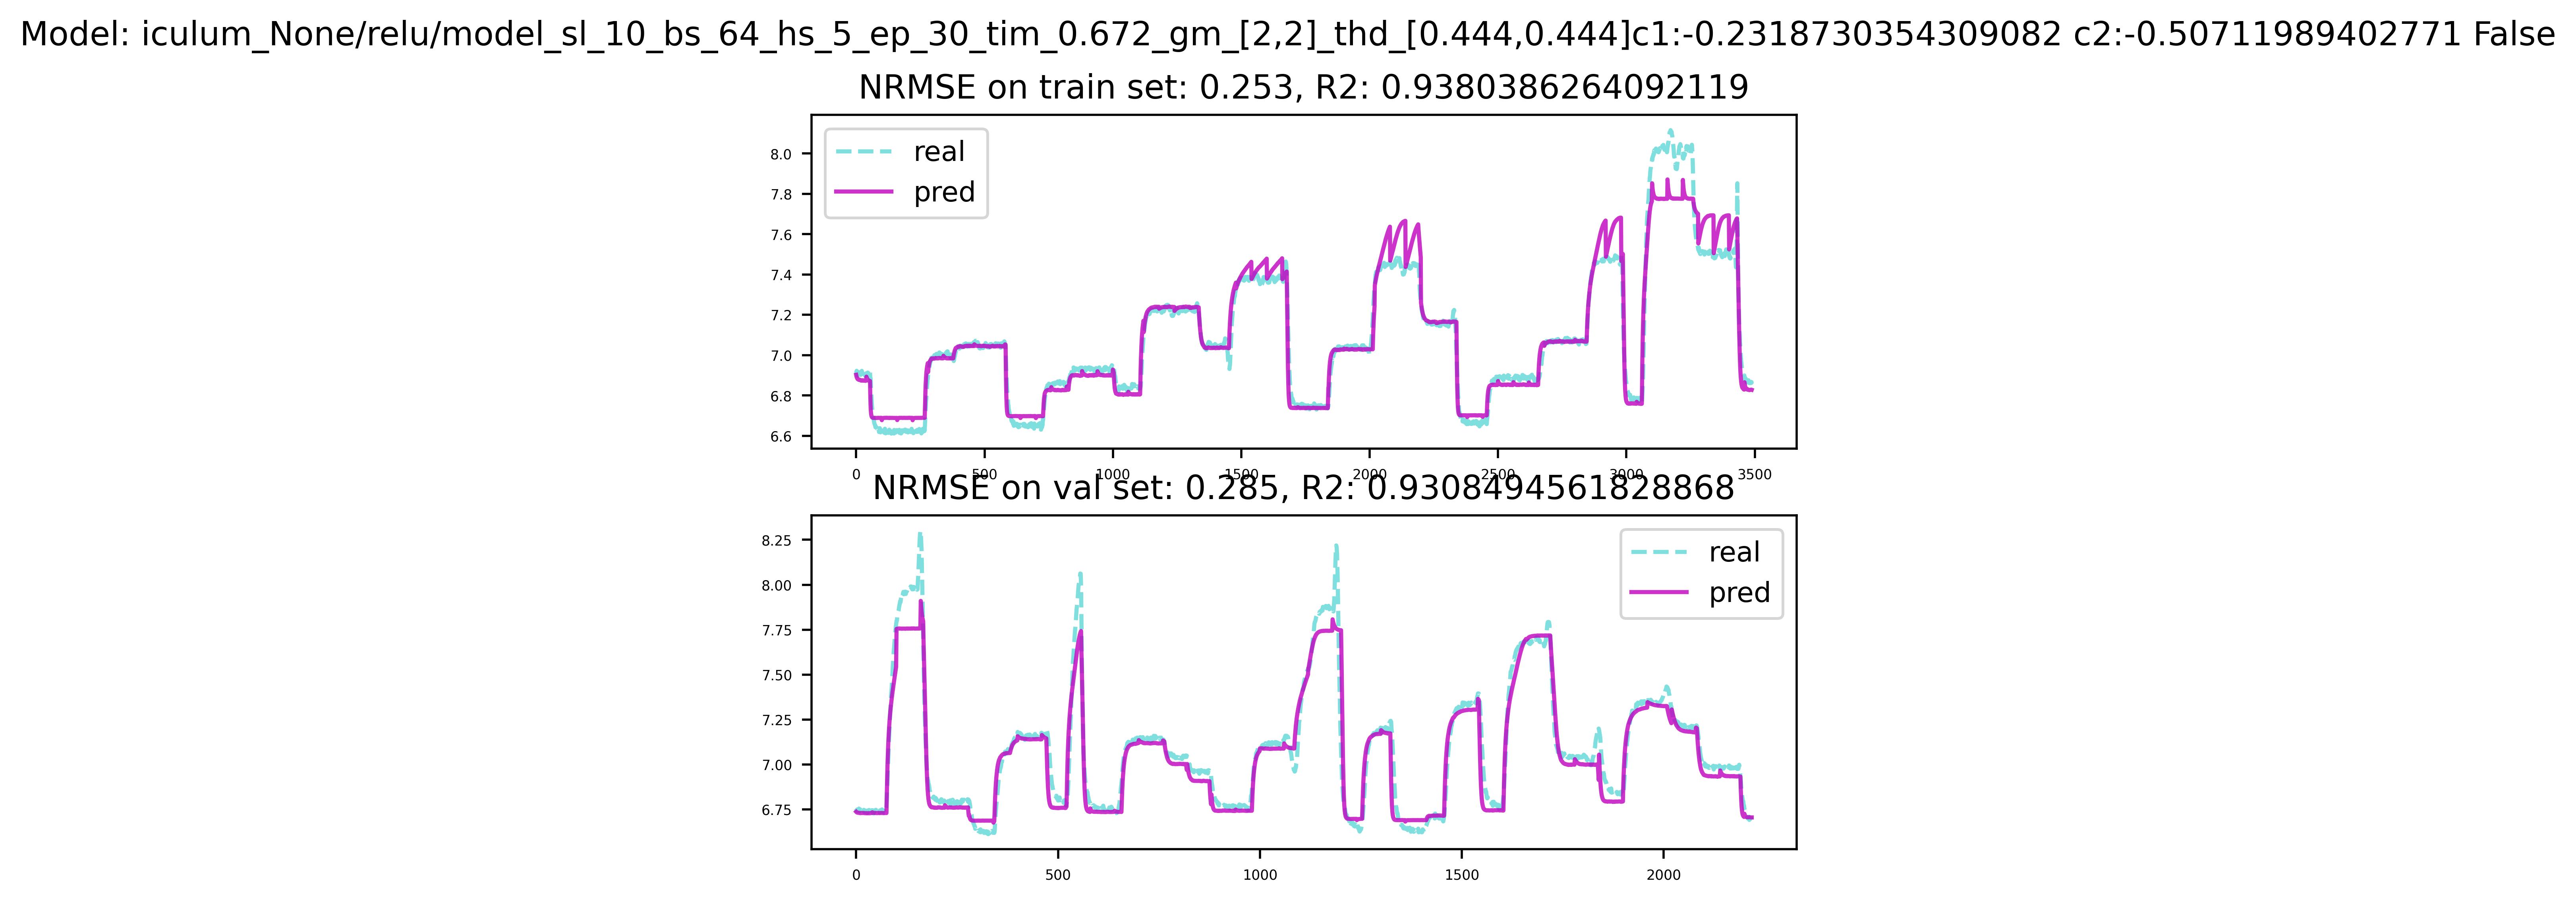 Model: iculum_None/relu/model_sl_10_bs_64_hs_5_ep_30_tim_0.672_gm_[2,2]_thd_[0.444,0.444]c1:-0.2318730354309082 c2:-0.50711989402771 False
NRMSE on train set: 0.253, R2: 0.9380386264092119
real
pred
8.0
7.8
7.6
7.4
7.2
7.0
6.8
6.6
0 500 1000 1500 2000 2500 3000 3500
NRMSE on val set: 0.285, R2: 0.9308494561828868
real
pred
8.25
8.00
7.75
7.50
7.25
7.00
6.75
0 500 1000 1500 2000